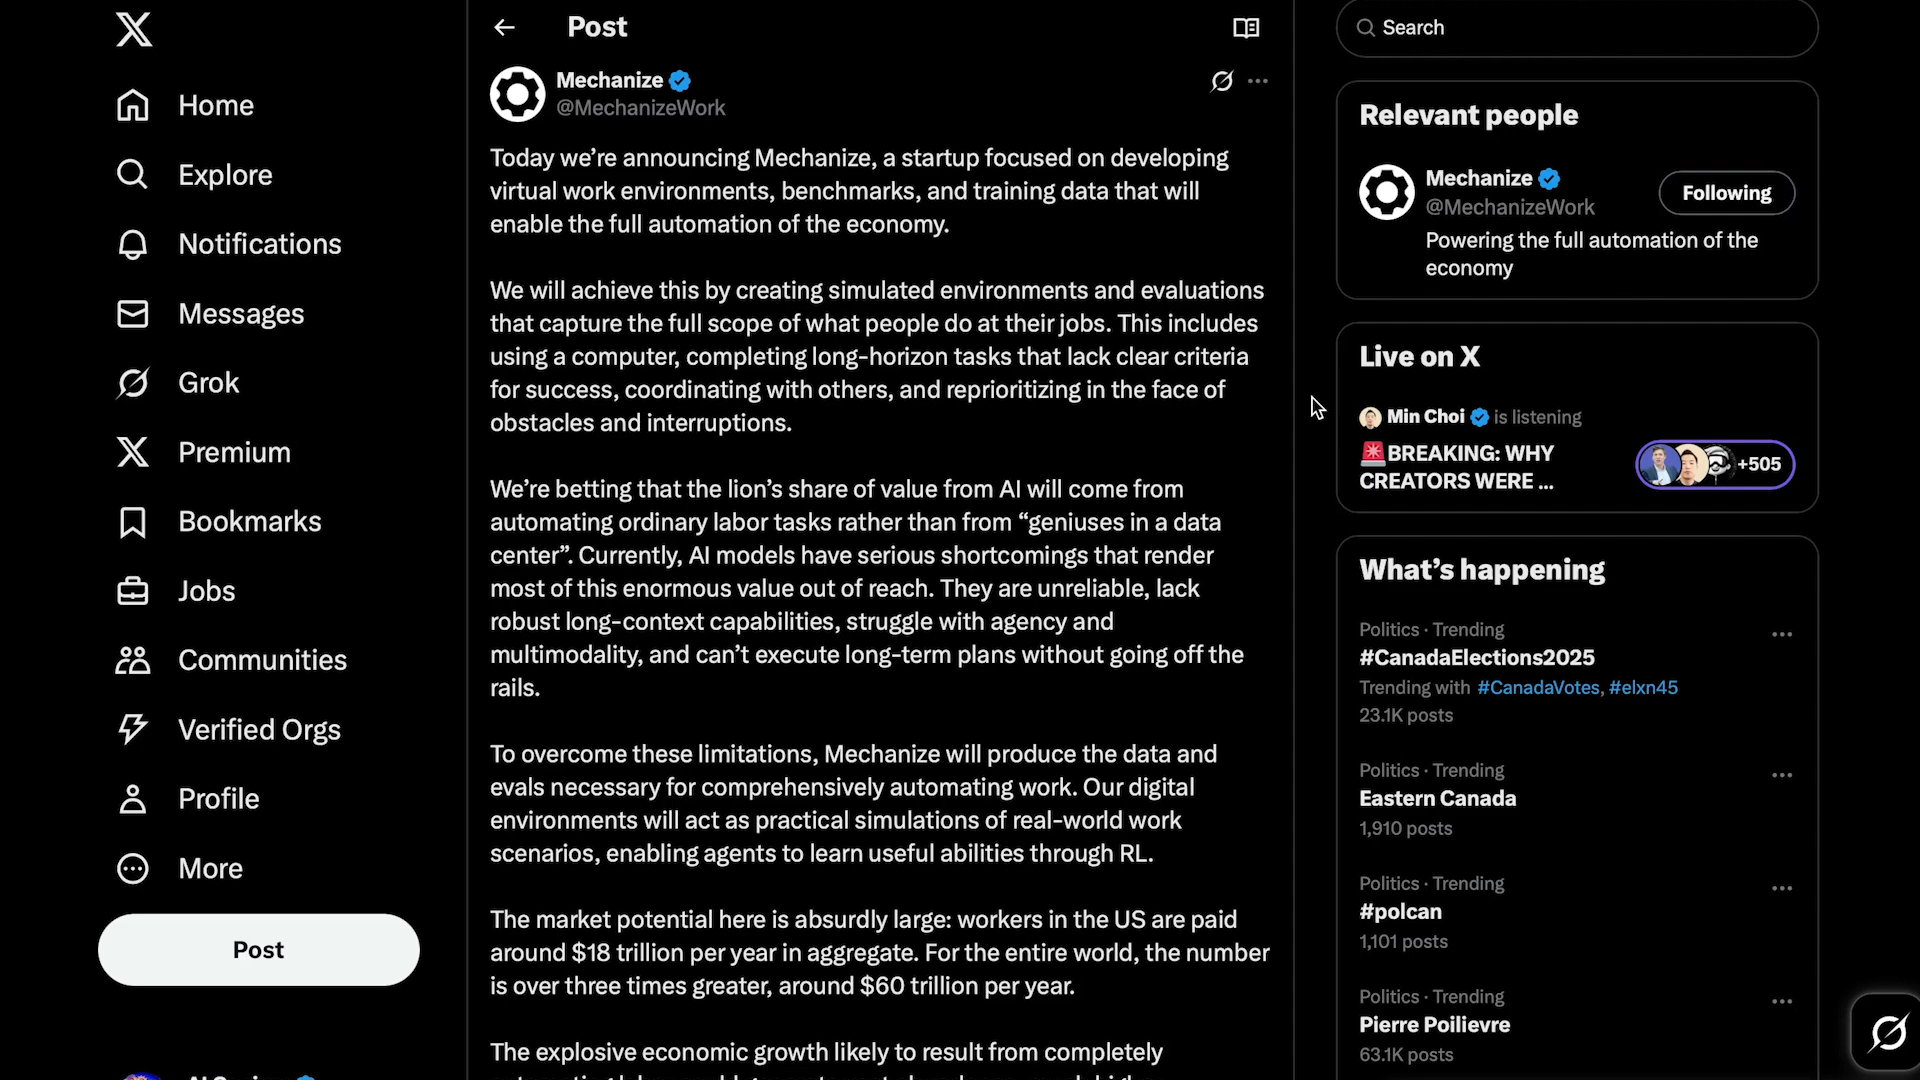 Home
Explore
Notifications
Messages
Grok
Premium
Bookmarks
Jobs
Communities
Verified Orgs
Profile
More
Post
Post
Mechanize
@MechanizeWork
Today we’re announcing Mechanize, a startup focused on developing
virtual work environments, benchmarks, and training data that will
enable the full automation of the economy.
We will achieve this by creating simulated environments and evaluations
that capture the full scope of what people do at their jobs. This includes
using a computer, completing long-horizon tasks that lack clear criteria
for success, coordinating with others, and reprioritizing in the face of
obstacles and interruptions.
We’re betting that the lion’s share of value from AI will come from
automating ordinary labor tasks rather than from “geniuses in a data
center”. Currently, AI models have serious shortcomings that render
most of this enormous value out of reach. They are unreliable, lack
robust long-context capabilities, struggle with agency and
multimodality, and can’t execute long-term plans without going off the
rails.
To overcome these limitations, Mechanize will produce the data and
evals necessary for comprehensively automating work. Our digital
environments will act as practical simulations of real-world work
scenarios, enabling agents to learn useful abilities through RL.
The market potential here is absurdly large: workers in the US are paid
around $18 trillion per year in aggregate. For the entire world, the number
is over three times greater, around $60 trillion per year.
The explosive economic growth likely to result from completely
Search
Relevant people
Mechanize
@MechanizeWork
Following
Powering the full automation of the
economy
Live on X
Min Choi is listening
🚨BREAKING: WHY
CREATORS WERE ...
+505
What’s happening
Politics · Trending
#CanadaElections2025
Trending with #CanadaVotes, #elxn45
23.1K posts
Politics · Trending
Eastern Canada
1,910 posts
Politics · Trending
#polcan
1,101 posts
Politics · Trending
Pierre Poilievre
63.1K posts